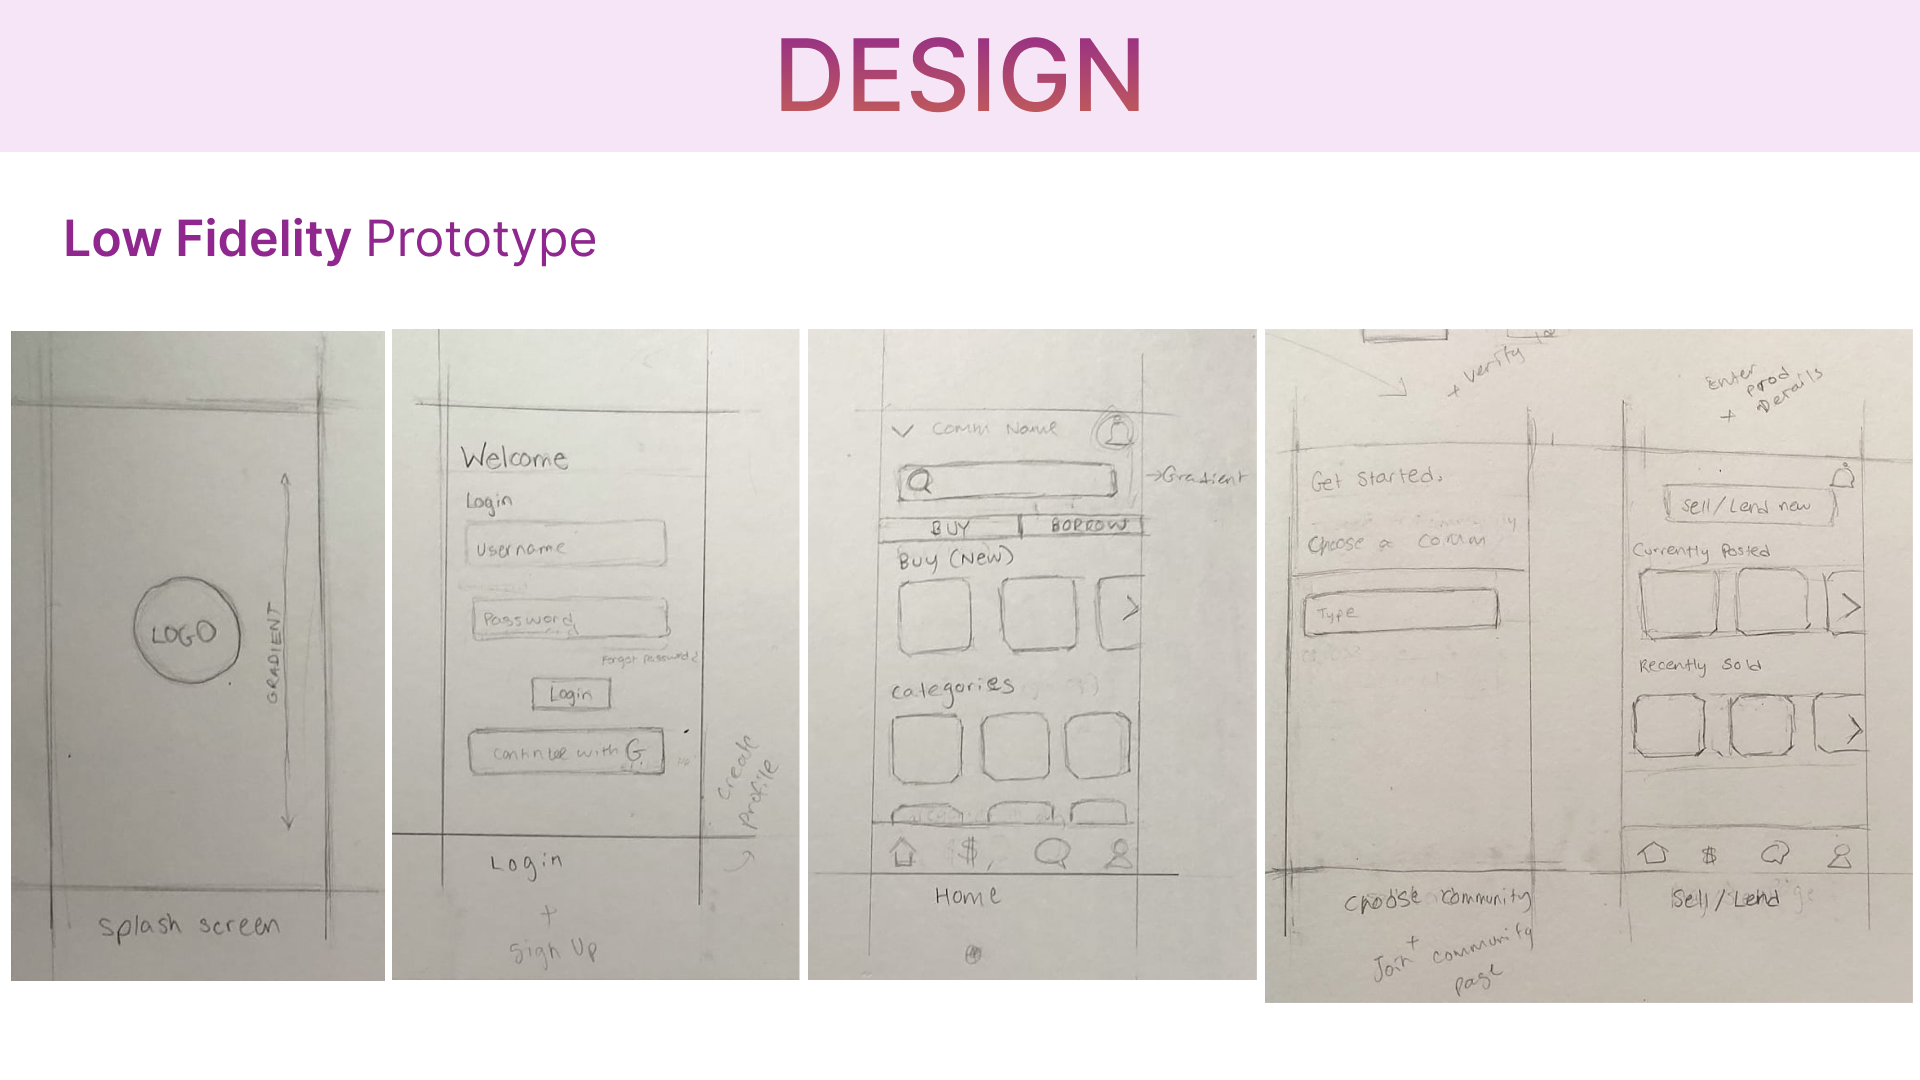 DESIGN
Low Fidelity Prototype
LOGO
GRADIENT
splash screen
Welcome
Login
Username
Password
Forgot Password?
Login
Continue with G
Create
Profile
Login
+
Sign Up
Comm Name
→Gradient
BUY
BORROW
Buy (New)
Categories
$
Home
+ Verify
Get Started.
Choose a comm
Type
Choose Community
+
Join community
page
Enter
prod
+ Details
Sell/Lend new
Currently Posted
Recently Sold
$
Sell/Lend